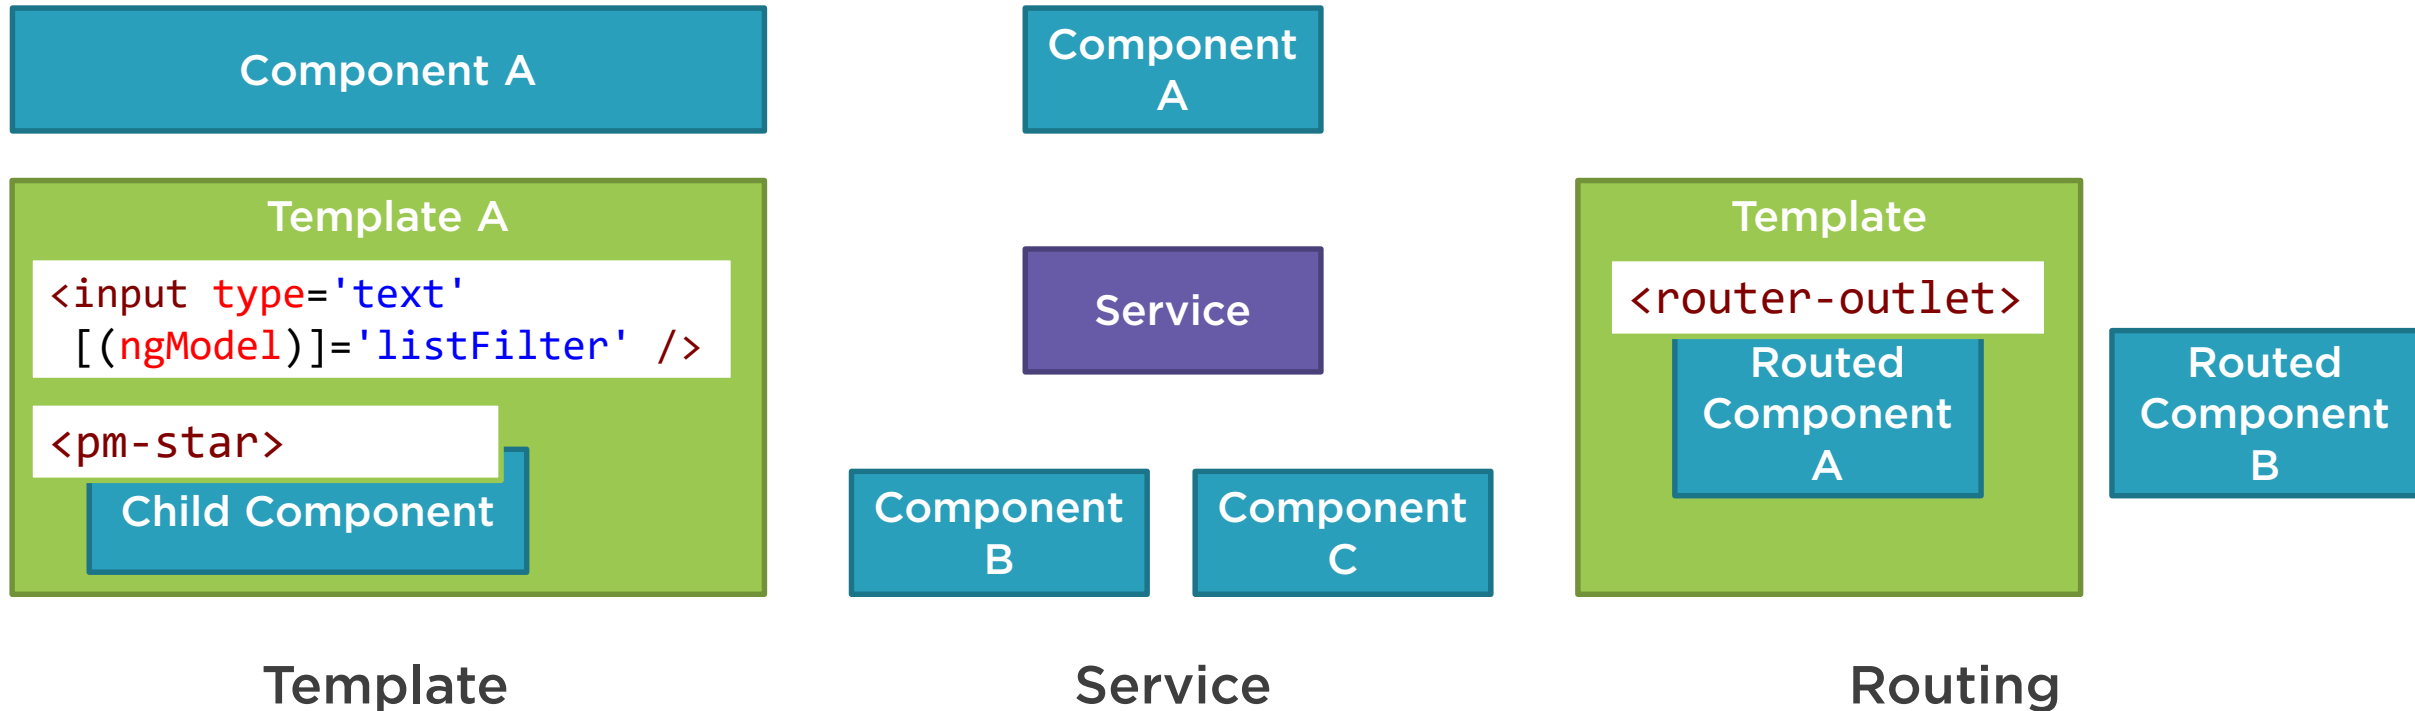 Component A
Template A
<input type='text'
[(ngModel)]='listFilter' />
<pm-star>
Child Component
Template
Component
A
Service
Component
B
Component
C
Service
Template
<router-outlet>
Routed
Component
A
Routed
Component
B
Routing